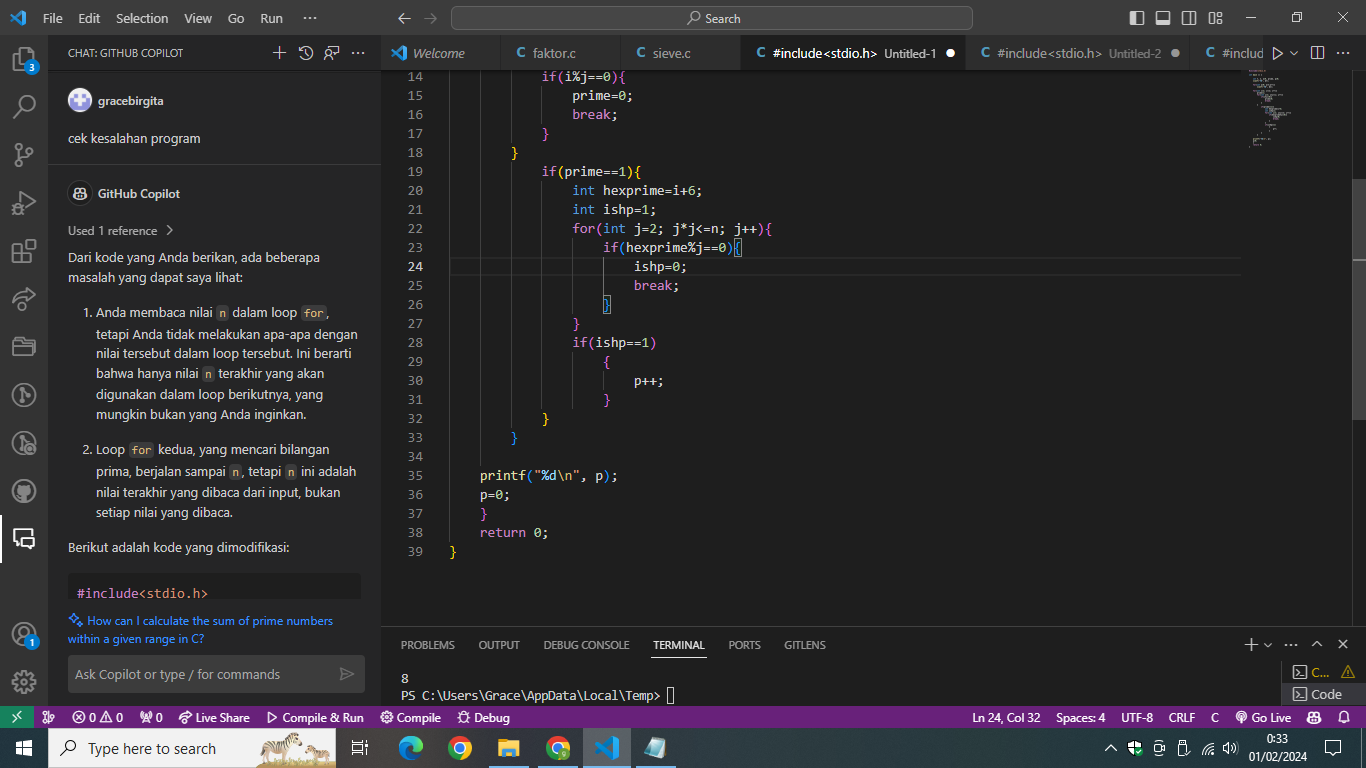 File Edit Selection View Go Run ···
Search
CHAT: GITHUB COPILOT
Welcome
C faktor.c
C sieve.c
C #include<stdio.h> Untitled-1
C #include<stdio.h> Untitled-2
C #includ
3
gracebirgita
cek kesalahan program
GitHub Copilot
Used 1 reference
Dari kode yang Anda berikan, ada beberapa
masalah yang dapat saya lihat:
1. Anda membaca nilai n dalam loop for,
tetapi Anda tidak melakukan apa-apa dengan
nilai tersebut dalam loop tersebut. Ini berarti
bahwa hanya nilai n terakhir yang akan
digunakan dalam loop berikutnya, yang
mungkin bukan yang Anda inginkan.
2. Loop for kedua, yang mencari bilangan
prima, berjalan sampai n, tetapi n ini adalah
nilai terakhir yang dibaca dari input, bukan
setiap nilai yang dibaca.
Berikut adalah kode yang dimodifikasi:
#include<stdio.h>
How can I calculate the sum of prime numbers
within a given range in C?
Ask Copilot or type / for commands
1
14 if(i%j==0){
15 prime=0;
16 break;
17 }
18 }
19 if(prime==1){
20 int hexprime=i+6;
21 int ishp=1;
22 for(int j=2; j*j<=n; j++){
23 if(hexprime%j==0){
24 ishp=0;
25 break;
26 }
27 }
28 if(ishp==1)
29 {
30 p++;
31 }
32 }
33 }
34
35 printf("%d\n", p);
36 p=0;
37 }
38 return 0;
39 }
PROBLEMS OUTPUT DEBUG CONSOLE TERMINAL PORTS GITLENS
8
PS C:\Users\Grace\AppData\Local\Temp>
C...
Code
0 0 0 Live Share Compile & Run Compile Debug
Ln 24, Col 32 Spaces: 4 UTF-8 CRLF C Go Live
Type here to search
0:33
01/02/2024